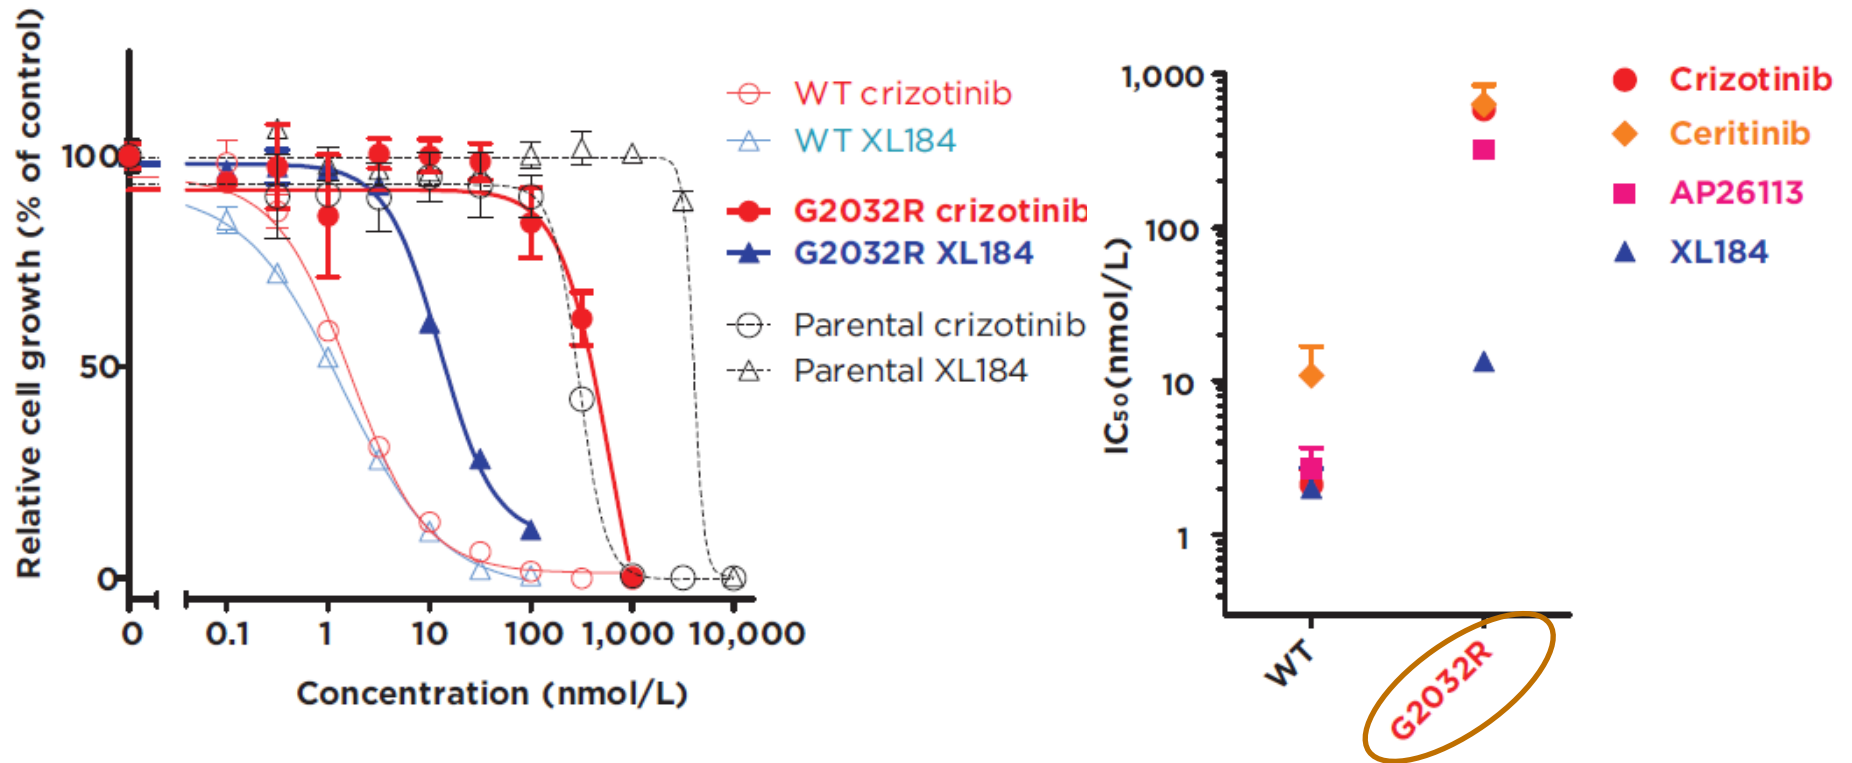 Relative cell growth (% of control)
100
50
0
0 0.1 1 10 100 1,000 10,000
Concentration (nmol/L)
WT crizotinib
WT XL184
G2032R crizotinib
G2032R XL184
Parental crizotinib
Parental XL184
IC₅₀(nmol/L)
1,000
100
10
1
WT
G2032R
Crizotinib
Ceritinib
AP26113
XL184